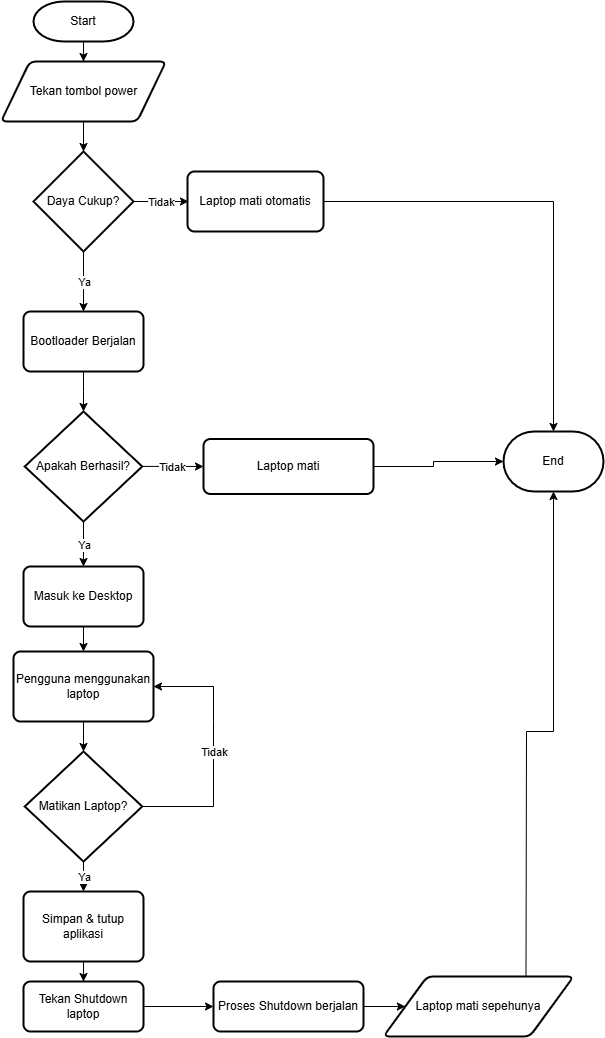 Start
Tekan tombol power
Daya Cukup?
Tidak
Laptop mati otomatis
Ya
Bootloader Berjalan
Apakah Berhasil?
Tidak
Laptop mati
End
Ya
Masuk ke Desktop
Pengguna menggunakan
laptop
Tidak
Matikan Laptop?
Ya
Simpan & tutup
aplikasi
Tekan Shutdown
laptop
Proses Shutdown berjalan
Laptop mati sepehunya